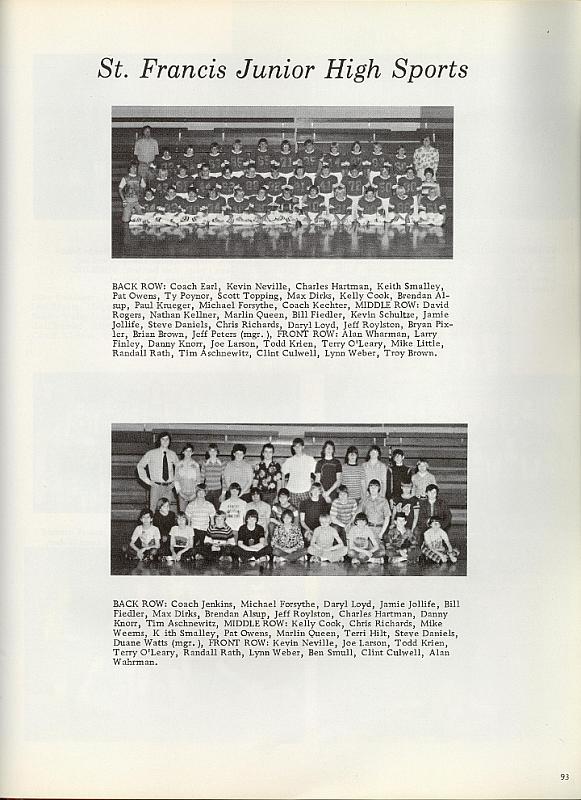 St. Francis Junior High Sports
BACK ROW: Coach Earl, Kevin Neville, Charles Hartman, Keith Smalley,
Pat Owens, Ty Poynor, Scott Topping, Max Dirks, Kelly Cook, Brendan Al-
sup, Paul Krueger, Michael Forsythe, Coach Kechter, MIDDLE ROW: David
Rogers, Nathan Kellner, Marlin Queen, Bill Fiedler, Kevin Schultze, Jamie
Jollife, Steve Daniels, Chris Richards, Daryl Loyd, Jeff Roylston, Bryan Pix-
ler, Brian Brown, Jeff Peters (mgr. ), FRONT ROW: Alan Wharman, Larry
Finley, Danny Knorr, Joe Larson, Todd Krien, Terry O'Leary, Mike Little,
Randall Rath, Tim Aschnewitz, Clint Culwell, Lynn Weber, Troy Brown.
BACK ROW: Coach Jenkins, Michael Forsythe, Daryl Loyd, Jamie Jollife, Bill
Fiedler, Max Dirks, Brendan Alsup, Jeff Roylston, Charles Hartman, Danny
Knorr, Tim Aschnewitz, MIDDLE ROW: Kelly Cook, Chris Richards, Mike
Weems, K ith Smalley, Pat Owens, Marlin Queen, Terri Hilt, Steve Daniels,
Duane Watts (mgr. ), FRONT ROW: Kevin Neville, Joe Larson, Todd Krien,
Terry O'Leary, Randall Rath, Lynn Weber, Ben Smull, Clint Culwell, Alan
Wahrman.
93